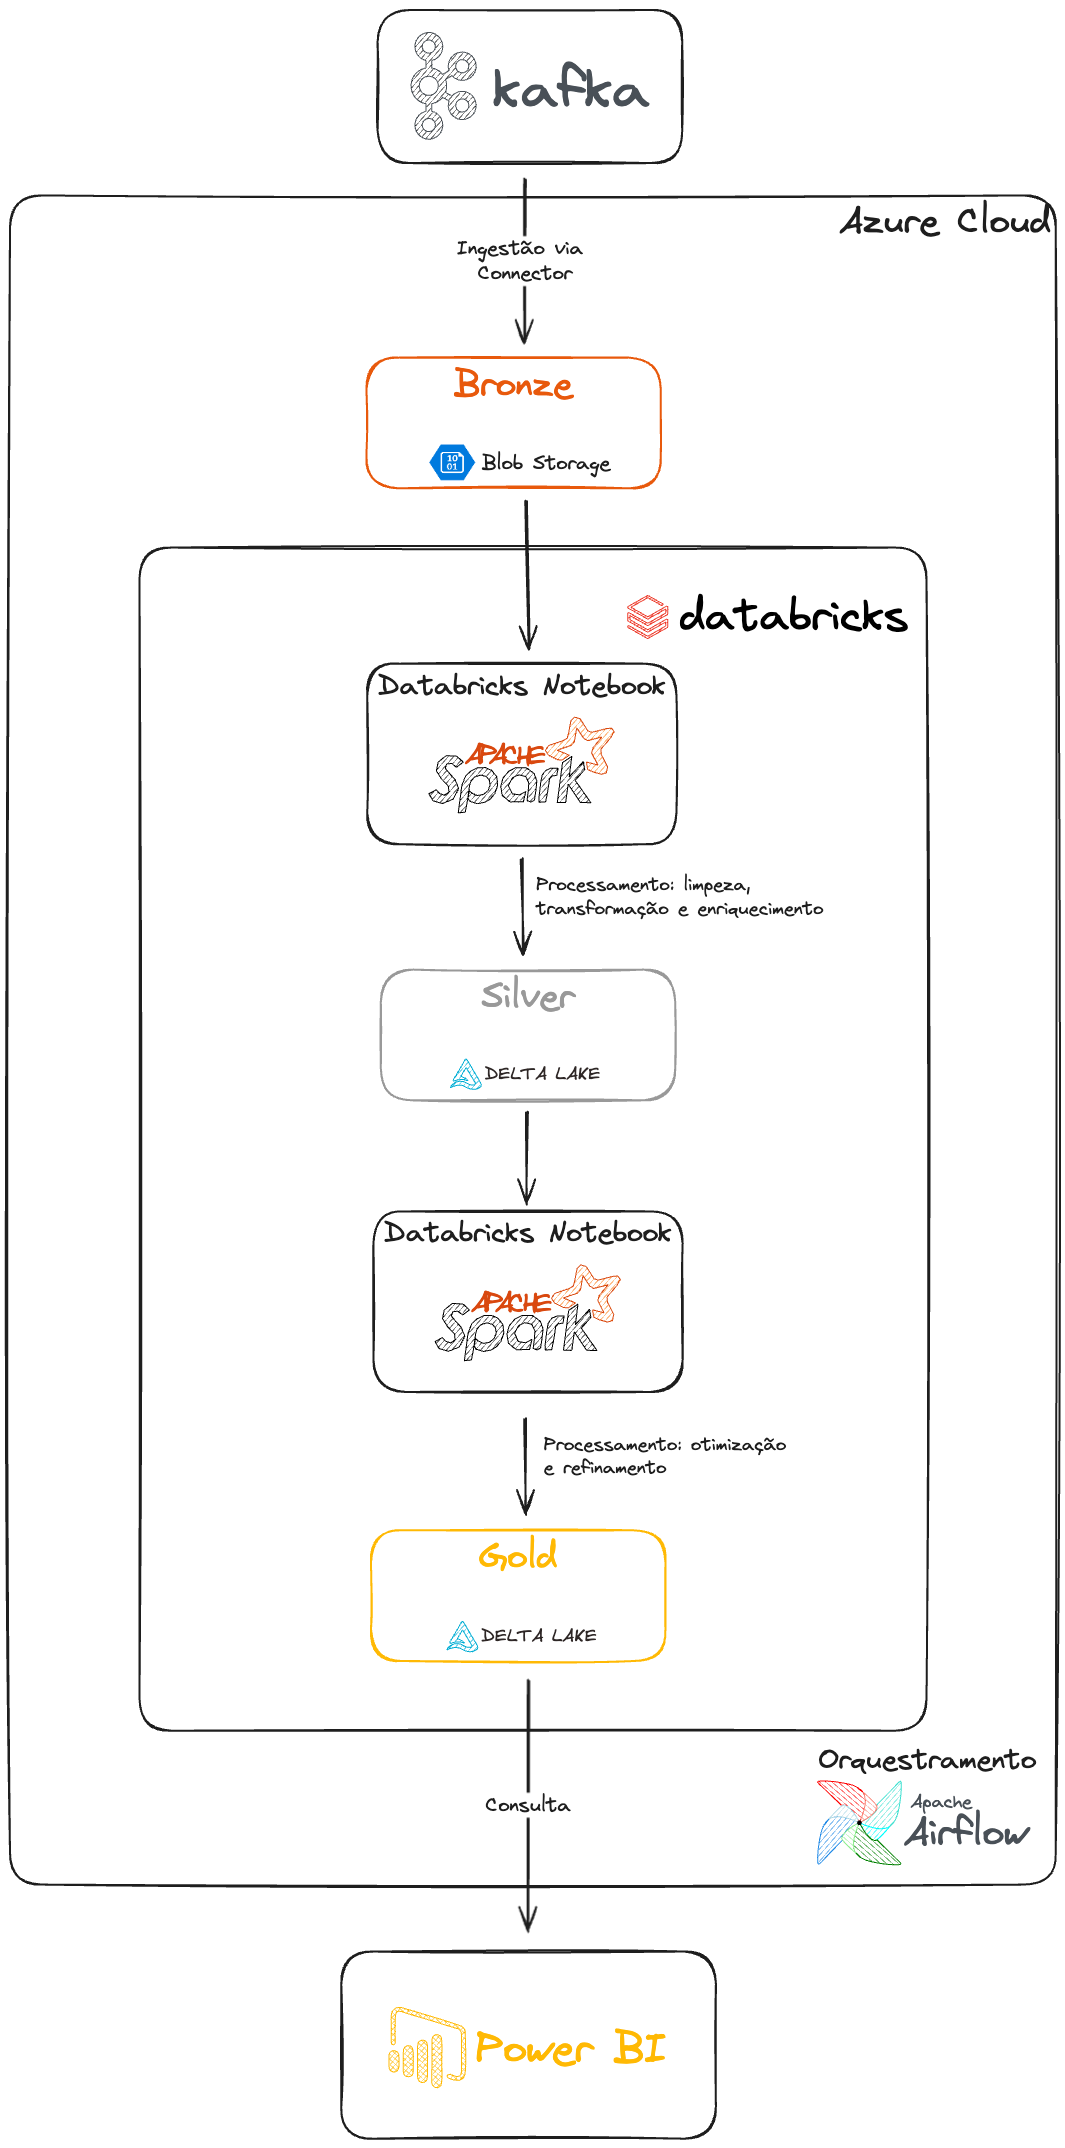 kafka
Azure Cloud
Ingestão via
Connector
Bronze
10
01
Blob Storage
databricks
Databricks Notebook
APACHE
Spark
Processamento: limpeza,
transformação e enriquecimento
Silver
DELTA LAKE
Databricks Notebook
APACHE
Spark
Processamento: otimização
e refinamento
Gold
DELTA LAKE
Orquestramento
Apache
Airflow
Consulta
Power BI